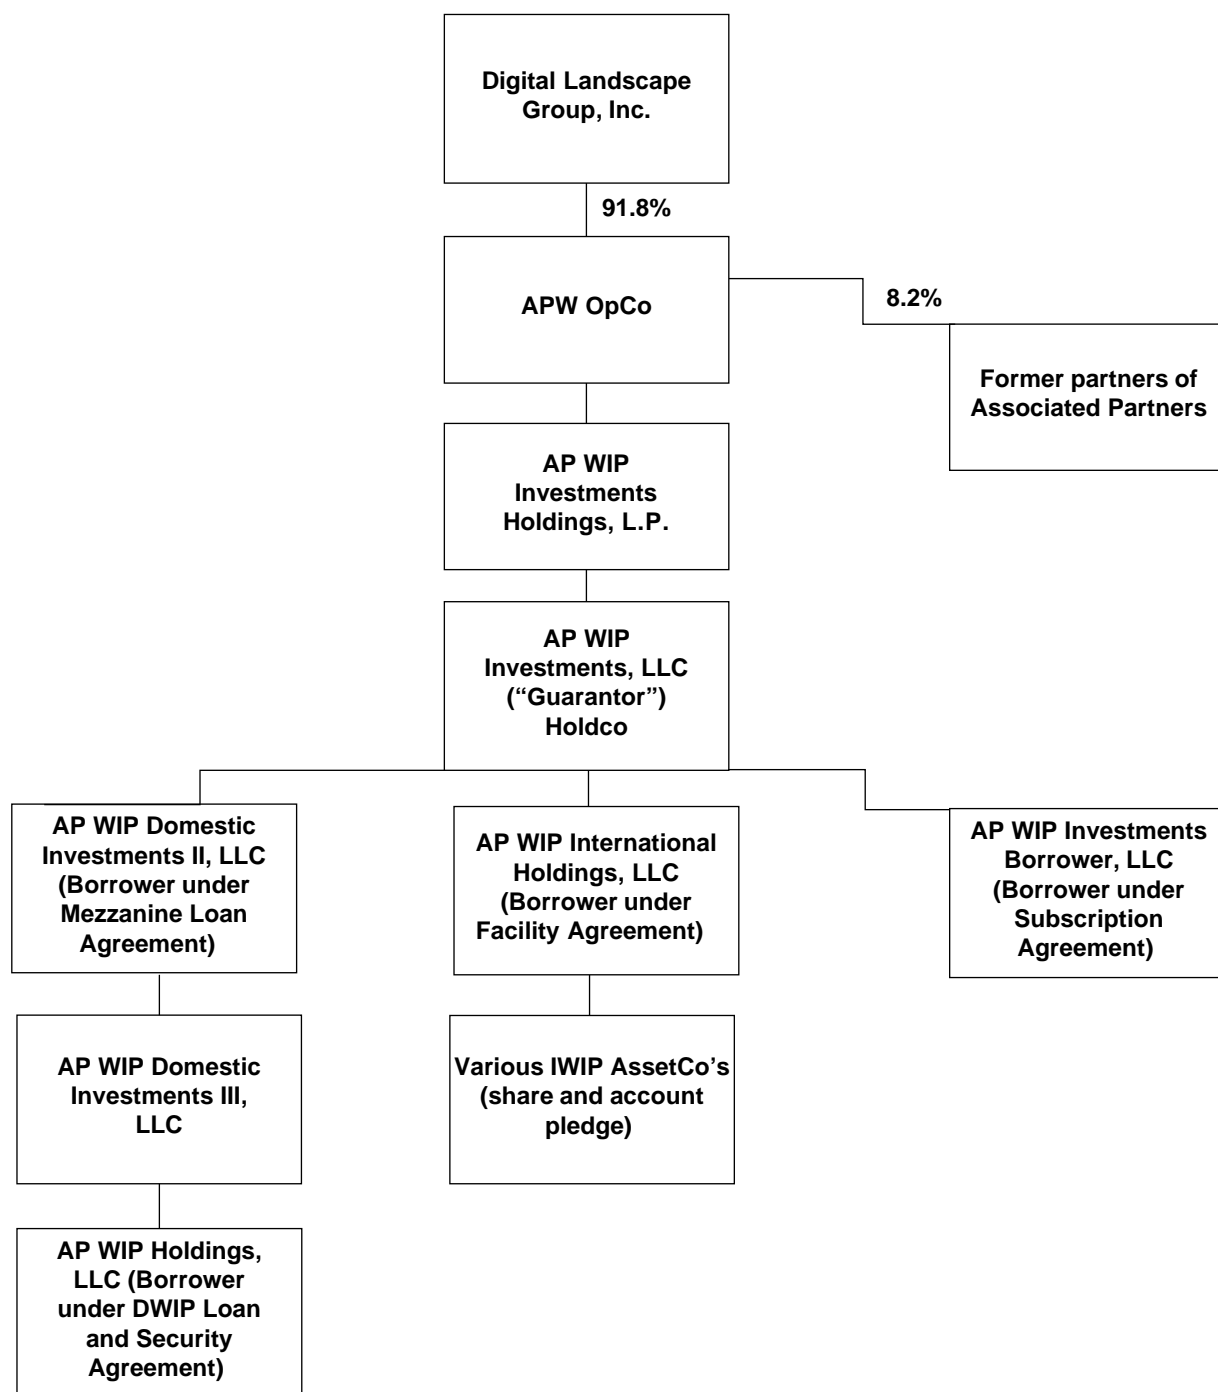 Digital Landscape
Group, Inc.
91.8%
APW OpCo
8.2%
Former partners of
Associated Partners
AP WIP
Investments
Holdings, L.P.
AP WIP
Investments, LLC
(“Guarantor”)
Holdco
AP WIP Domestic
Investments II, LLC
(Borrower under
Mezzanine Loan
Agreement)
AP WIP International
Holdings, LLC
(Borrower under
Facility Agreement)
AP WIP Investments
Borrower, LLC
(Borrower under
Subscription
Agreement)
AP WIP Domestic
Investments III,
LLC
Various IWIP AssetCo’s
(share and account
pledge)
AP WIP Holdings,
LLC (Borrower
under DWIP Loan
and Security
Agreement)